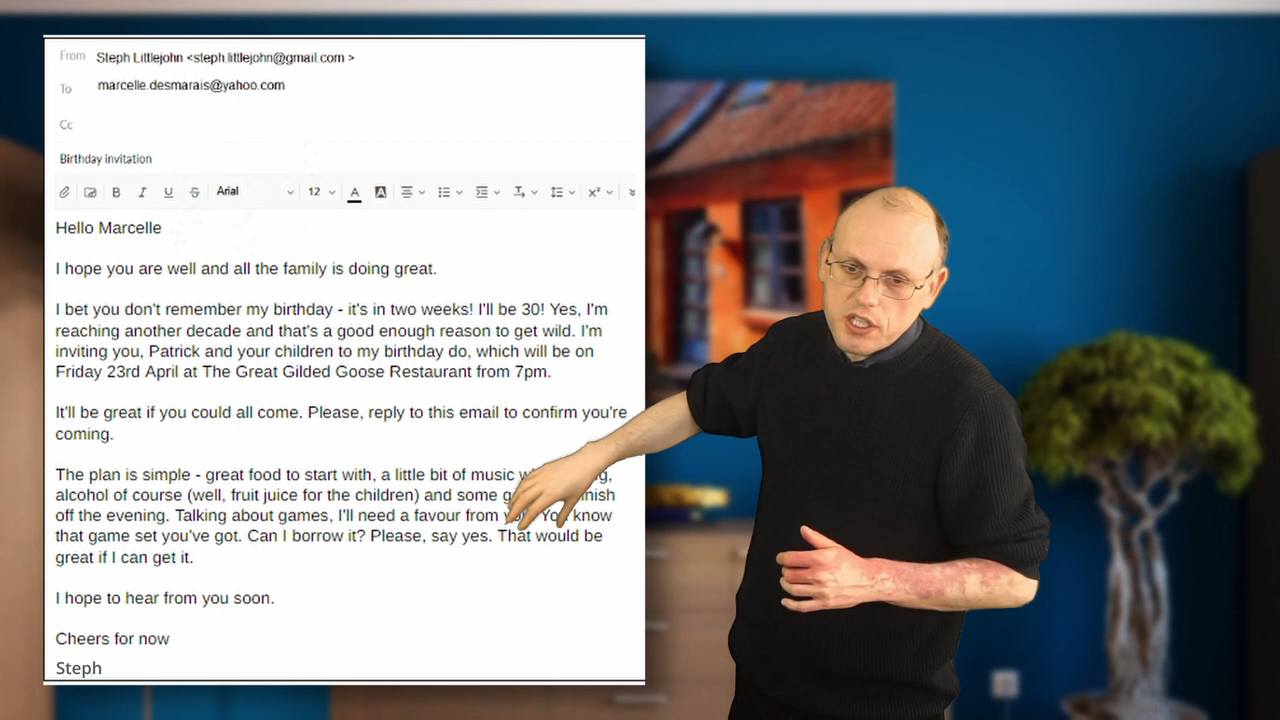 From Steph Littlejohn <steph.littlejohn@gmail.com >
To marcelle.desmarais@yahoo.com
Cc
Birthday invitation
B I U S Arial 12 A A
Hello Marcelle
I hope you are well and all the family is doing great.
I bet you don't remember my birthday - it's in two weeks! I'll be 30! Yes, I'm
reaching another decade and that's a good enough reason to get wild. I'm
inviting you, Patrick and your children to my birthday do, which will be on
Friday 23rd April at The Great Gilded Goose Restaurant from 7pm.
It'll be great if you could all come. Please, reply to this email to confirm you're
coming.
The plan is simple - great food to start with, a little bit of music
alcohol of course (well, fruit juice for the children) and some
off the evening. Talking about games, I'll need a favour from know
that game set you've got. Can I borrow it? Please, say yes. That would be
great if I can get it.
I hope to hear from you soon.
Cheers for now
Steph